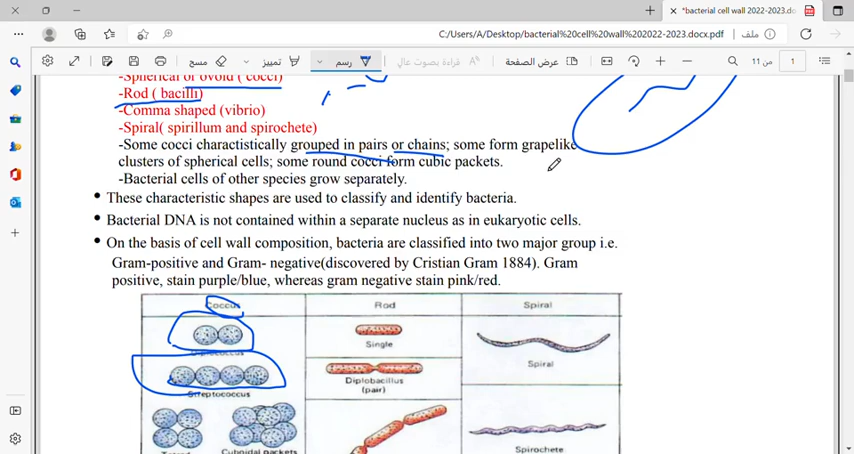 *bacterial cell wall 2022-2023.do
C:/Users/A/Desktop/bacterial%20cell%20wall%202022-2023.docx.pdf
ملف
مسح
تمييز
رسم
قراءة بصوت عالي
عرض الصفحة
من 11
1
-Spherical or ovoid ( cocci)
-Rod ( bacilli)
-Comma shaped (vibrio)
-Spiral( spirillum and spirochete)
-Some cocci charactistically grouped in pairs or chains; some form grapelike
clusters of spherical cells; some round cocci form cubic packets.
-Bacterial cells of other species grow separately.
• These characteristic shapes are used to classify and identify bacteria.
• Bacterial DNA is not contained within a separate nucleus as in eukaryotic cells.
• On the basis of cell wall composition, bacteria are classified into two major group i.e.
Gram-positive and Gram- negative(discovered by Cristian Gram 1884). Gram
positive, stain purple/blue, whereas gram negative stain pink/red.
Coccus
Rod
Spiral
Single
Spiral
Diplobacillus
(pair)
Streptococcus
Spirochete
Cuboidal packets